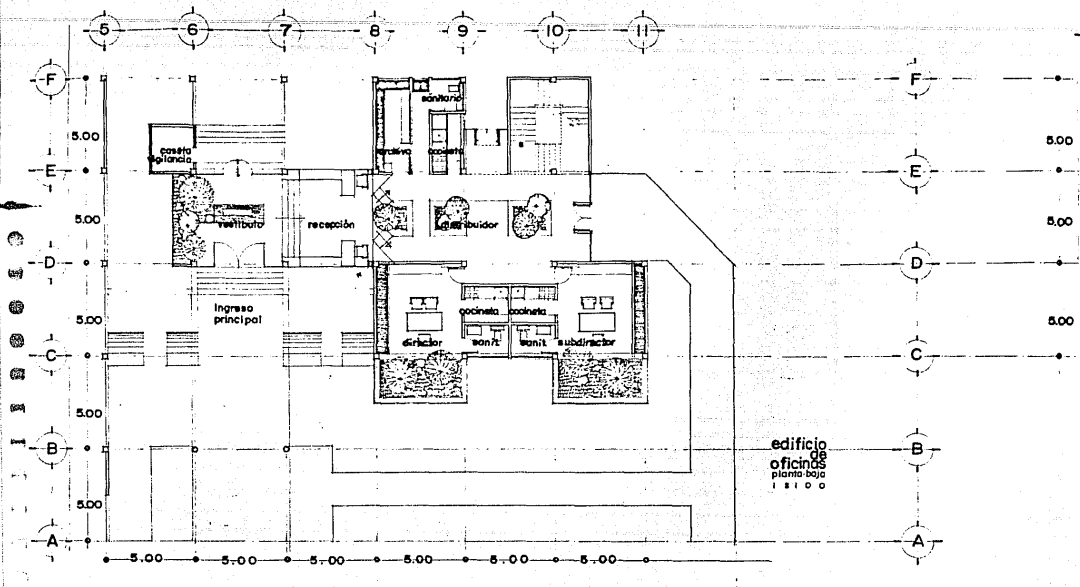 5 6 7 8 9 10 11
F F
sanitario
5.00 5.00
caseta
vigilancia
archivo cocineta
E E
5.00 5.00
vestibulo recepción distribuidor
D D
ingreso
principal
5.00 5.00
cocineta cocineta
director sanit sanit subdirector
C C
5.00
edificio
de
oficinas
planta baja
1 : 100
B B
5.00
A A
5.00 5.00 5.00 5.00 5.00 5.00